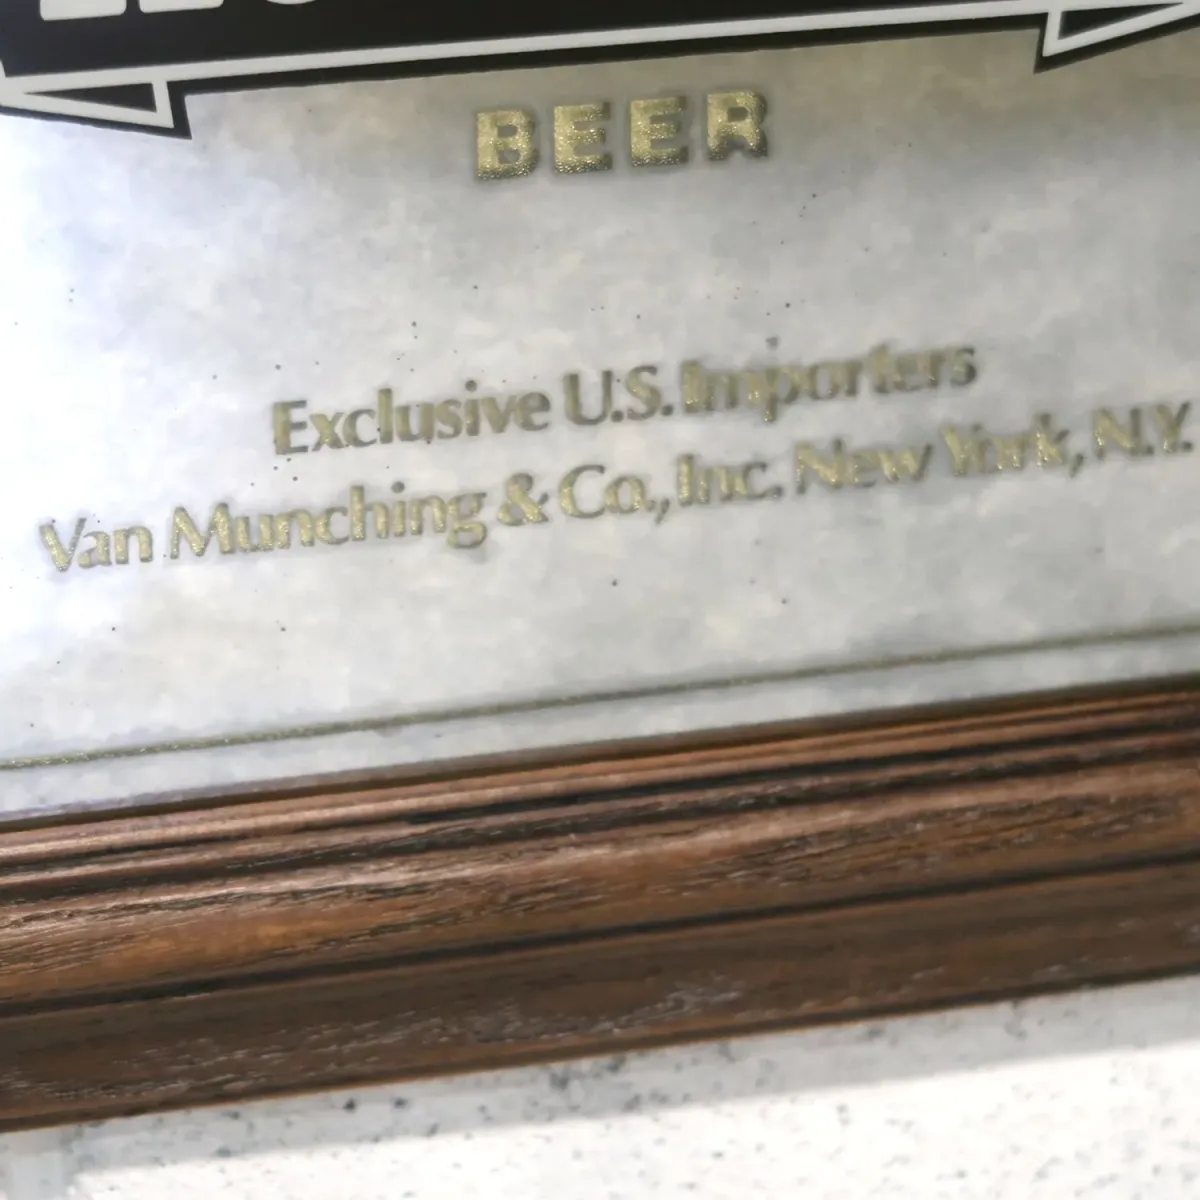 BEER
Exclusive U.S. Importers
Van Munching & Co., Inc. New York, N.Y.